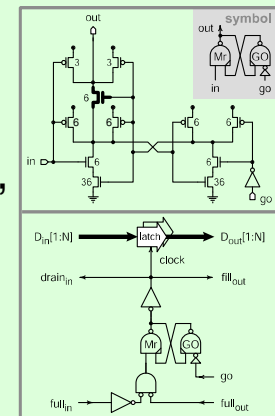 out
symbol
out
Mr
GO
in
go
3
3
6
6
6
6
6
in
6
6
36
36
go
D_in[1:N]
latch
D_out[1:N]
clock
drain_in
fill_out
Mr
GO
go
full_in
full_out
,